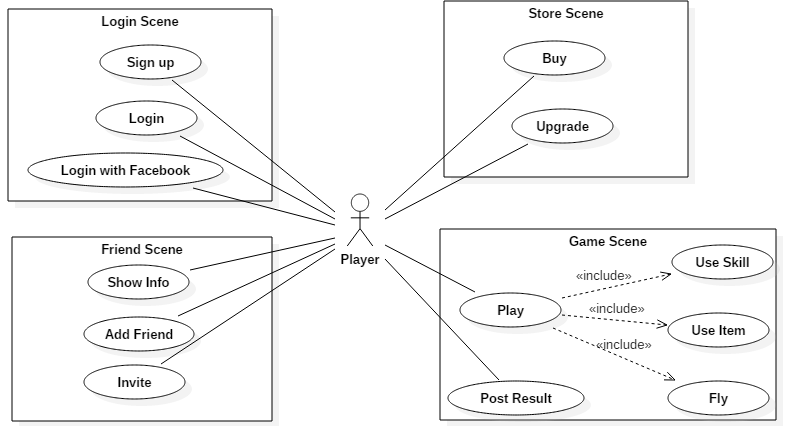 Login Scene
Sign up
Login
Login with Facebook
Store Scene
Buy
Upgrade
Player
Friend Scene
Show Info
Add Friend
Invite
Game Scene
Play
«include»
Use Skill
«include»
Use Item
«include»
Fly
Post Result